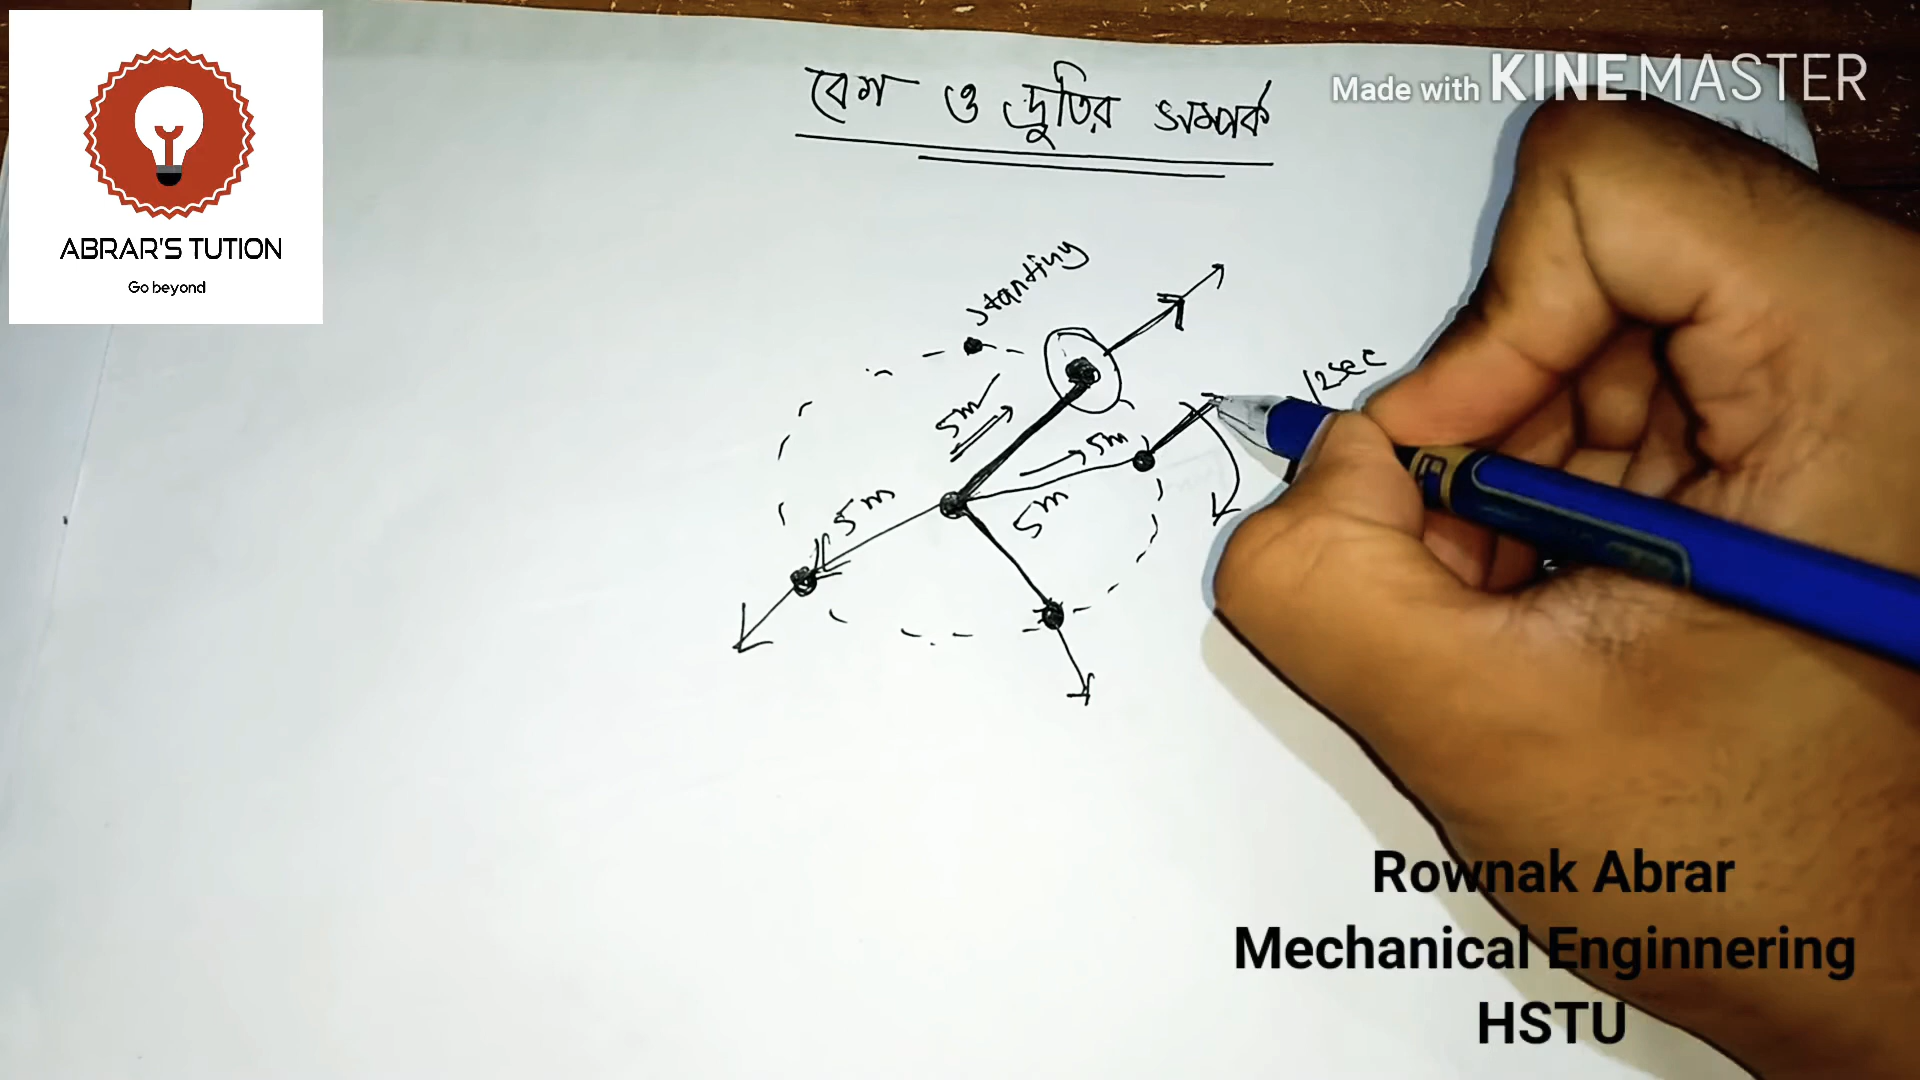 বেগ ও দ্রুতির সম্পর্ক
Made with KINEMASTER
ABRAR'S TUTION
Go beyond
standing
5m
12sec
5m
5m
5m
Rownak Abrar
Mechanical Enginnering
HSTU